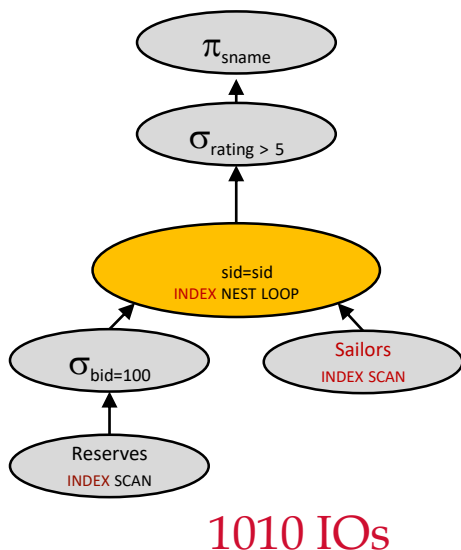 πsname
σrating > 5
sid=sid
INDEX NEST LOOP
σbid=100
Sailors
INDEX SCAN
Reserves
INDEX SCAN
1010 IOs